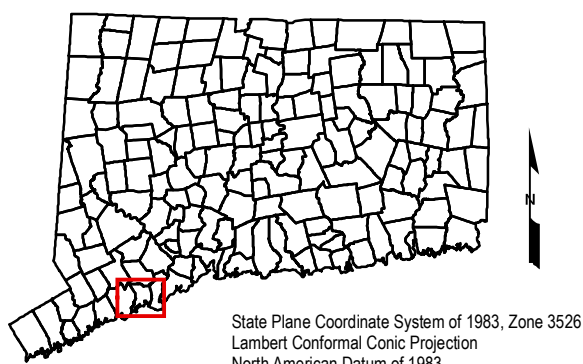 N
State Plane Coordinate System of 1983, Zone 3526
Lambert Conformal Conic Projection
North American Datum of 1983